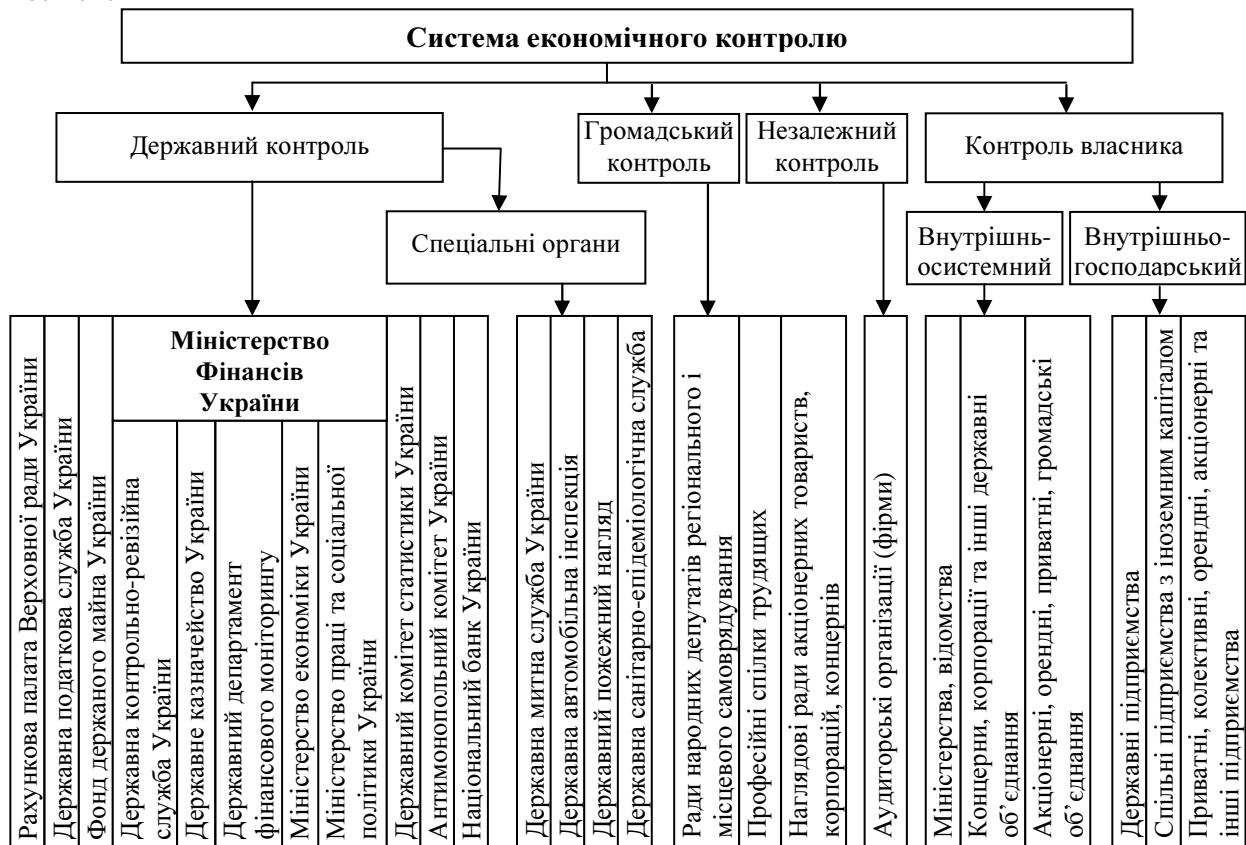 Система економічного контролю
Державний контроль
Громадський
контроль
Незалежний
контроль
Контроль власника
Спеціальні органи
Внутрішнь-
осистемний
Внутрішньо-
господарський
Рахункова палата Верховної ради України
Державна податкова служба України
Фонд держаного майна України
Міністерство
Фінансів
України
Державна контрольно-ревізійна
служба України
Державне казначейство України
Державний департамент
фінансового моніторингу
Міністерство економіки України
Міністерство праці та соціальної
політики України
Державний комітет статистики України
Антимонопольний комітет України
Національний банк України
Державна митна служба України
Державна автомобільна інспекція
Державний пожежний нагляд
Державна санітарно-епідеміологічна служба
Ради народних депутатів регіонального і
місцевого самоврядування
Професійні спілки трудящих
Наглядові ради акціонерних товариств,
корпорацій, концернів
Аудиторські організації (фірми)
Міністерства, відомства
Концерни, корпорації та інші державні
об’єднання
Акціонерні, орендні, приватні, громадські
об’єднання
Державні підприємства
Спільні підприємства з іноземним капіталом
Приватні, колективні, орендні, акціонерні та
інші підприємства